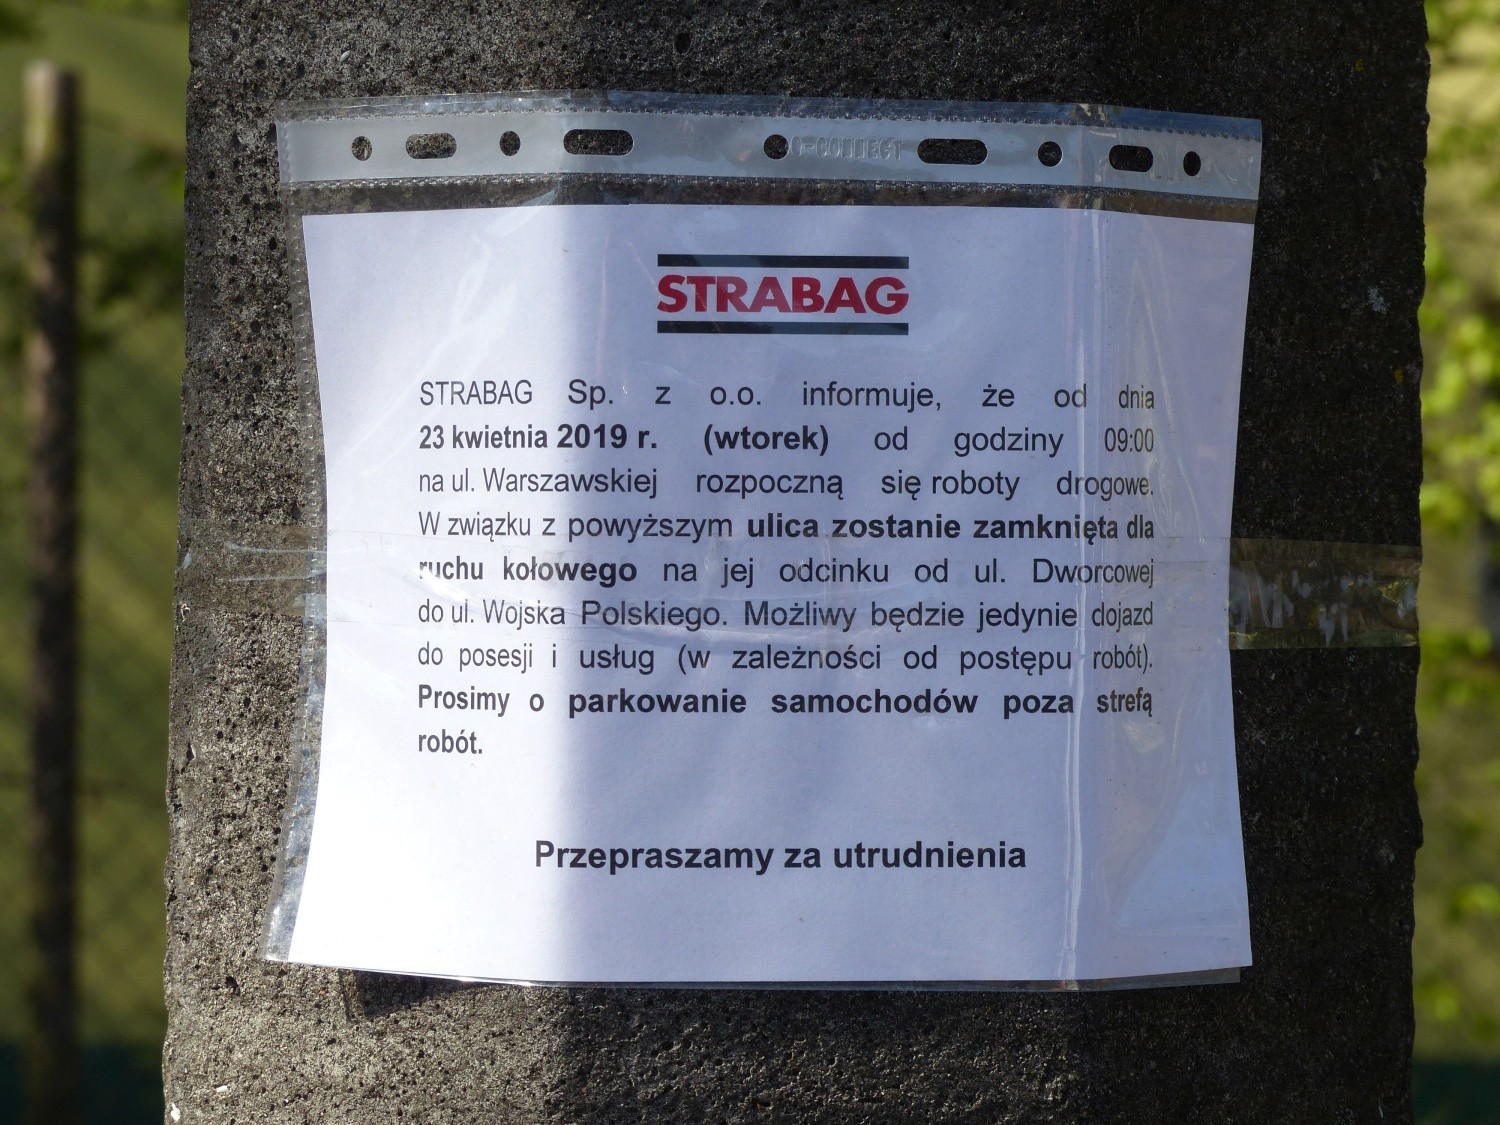 Q-CONNECT
STRABAG
STRABAG Sp. z o.o. informuje, że od dnia
23 kwietnia 2019 r. (wtorek) od godziny 09:00
na ul. Warszawskiej rozpoczną się roboty drogowe.
W związku z powyższym ulica zostanie zamknięta dla
ruchu kołowego na jej odcinku od ul. Dworcowej
do ul. Wojska Polskiego. Możliwy będzie jedynie dojazd
do posesji i usług (w zależności od postępu robót).
Prosimy o parkowanie samochodów poza strefą
robót.
Przepraszamy za utrudnienia